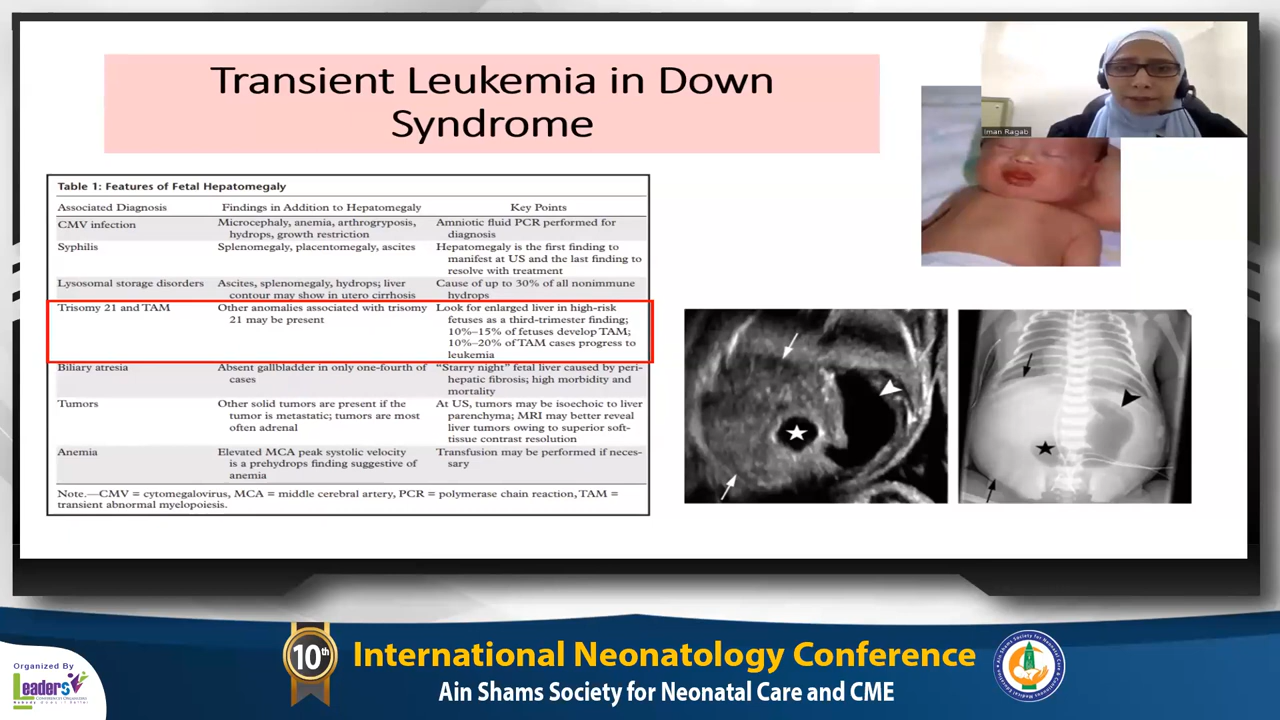 Transient Leukemia in Down
Syndrome
Iman Ragab
Table 1: Features of Fetal Hepatomegaly
Associated Diagnosis Findings in Addition to Hepatomegaly Key Points
CMV infection Microcephaly, anemia, arthrogryposis, Amniotic fluid PCR performed for
hydrops, growth restriction diagnosis
Syphilis Splenomegaly, placentomegaly, ascites Hepatomegaly is the first finding to
manifest at US and the last finding to
resolve with treatment
Lysosomal storage disorders Ascites, splenomegaly, hydrops; liver Cause of up to 30% of all nonimmune
contour may show in utero cirrhosis hydrops
Trisomy 21 and TAM Other anomalies associated with trisomy Look for enlarged liver in high-risk
21 may be present fetuses as a third-trimester finding;
10%–15% of fetuses develop TAM;
10%–20% of TAM cases progress to
leukemia
Biliary atresia Absent gallbladder in only one-fourth of "Starry night" fetal liver caused by peri-
cases hepatic fibrosis; high morbidity and
mortality
Tumors Other solid tumors are present if the At US, tumors may be isoechoic to liver
tumor is metastatic; tumors are most parenchyma; MRI may better reveal
often adrenal liver tumors owing to superior soft-
tissue contrast resolution
Anemia Elevated MCA peak systolic velocity Transfusion may be performed if neces-
is a prehydrops finding suggestive of sary
anemia
Note.—CMV = cytomegalovirus, MCA = middle cerebral artery, PCR = polymerase chain reaction, TAM =
transient abnormal myelopoiesis.
10th
International Neonatology Conference
Ain Shams Society for Neonatal Care and CME
Organized By
Leaders